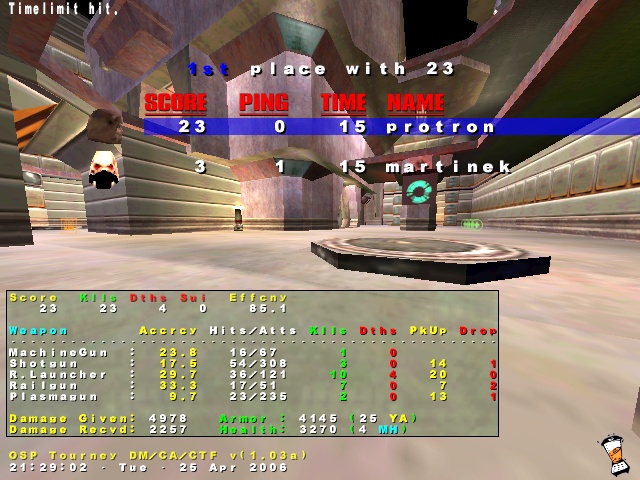 Timelimit hit.
1st place with 23
SCORE PING TIME NAME
23 0 15 protron
3 1 15 martinek
Score Klls Dths Sui Effcny
23 23 4 0 85.1
Weapon Accrcy Hits/Atts Klls Dths PkUp Drop
MachineGun : 23.8 16/67 1 0
Shotgun : 17.5 54/308 3 0 14 1
R.Launcher : 29.7 36/121 10 4 20 0
Railgun : 33.3 17/51 7 0 7 2
Plasmagun : 9.7 23/235 2 0 13 1
Damage Given: 4978 Armor : 4145 (25 YA)
Damage Recvd: 2257 Health: 3270 (4 MH)
OSP Tourney DM/CA/CTF v(1.03a)
21:29:02 - Tue - 25 Apr 2006